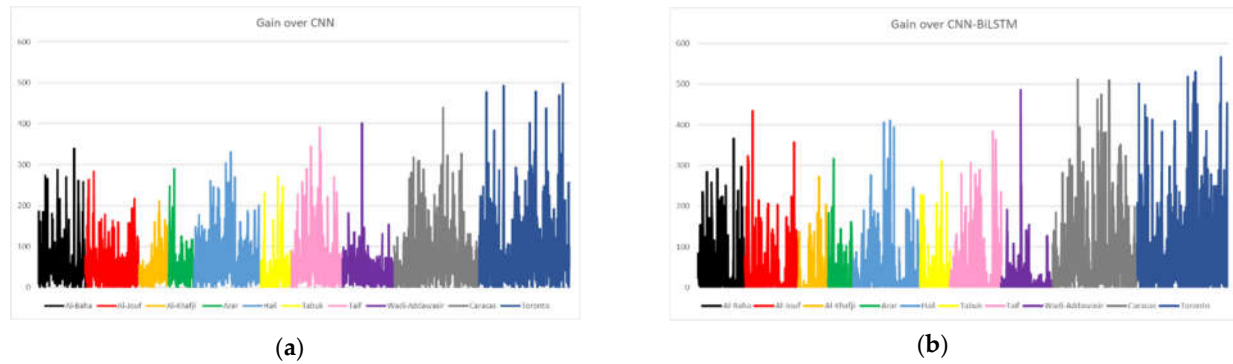 Gain over CNN
600
500
400
300
200
100
0
Al-Baha Al-Jouf Al-Khafji Arar Hail Tabuk Taif Wadi-Addawasir Caracas Toronto
(a)
Gain over CNN-BiLSTM
600
500
400
300
200
100
0
Al-Baha Al-Jouf Al-Khafji Arar Hail Tabuk Taif Wadi-Addawasir Caracas Toronto
(b)